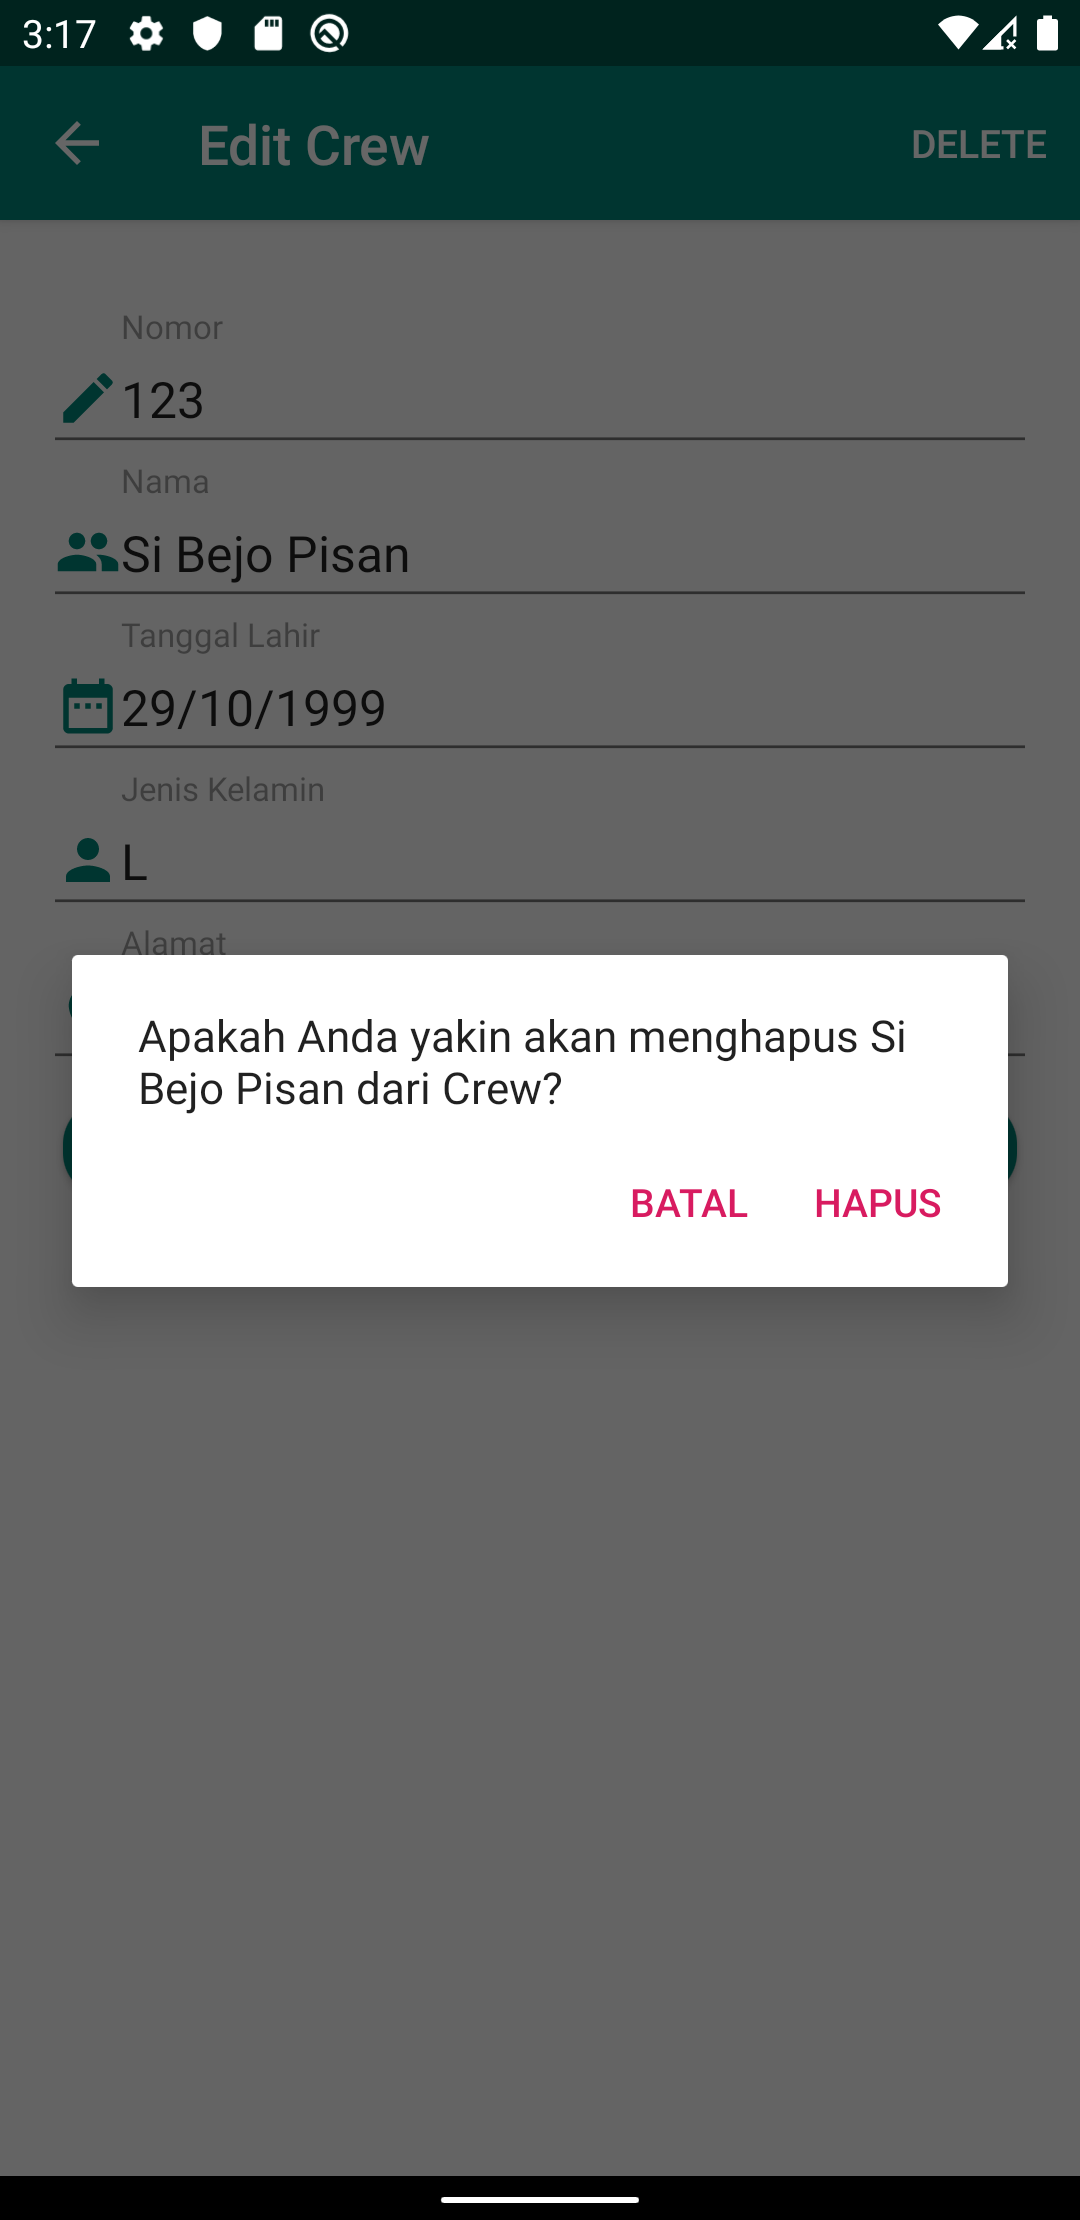 3:17
Edit Crew
DELETE
Nomor
123
Nama
Si Bejo Pisan
Tanggal Lahir
29/10/1999
Jenis Kelamin
L
Alamat
Apakah Anda yakin akan menghapus Si
Bejo Pisan dari Crew?
BATAL
HAPUS